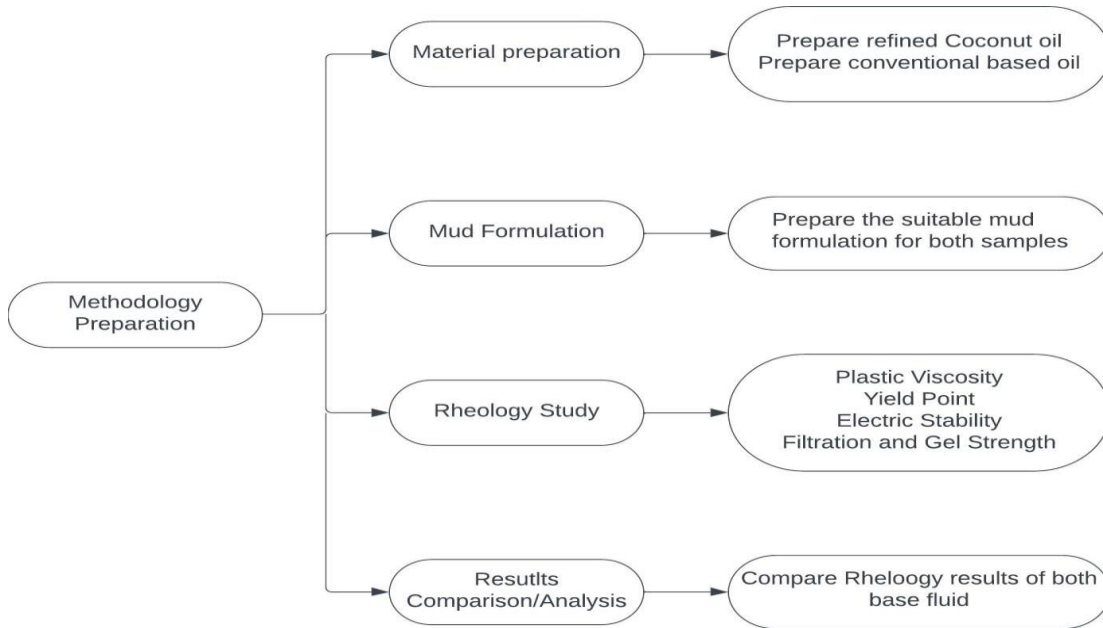 Methodology
Preparation
Material preparation
Prepare refined Coconut oil
Prepare conventional based oil
Mud Formulation
Prepare the suitable mud
formulation for both samples
Rheology Study
Plastic Viscosity
Yield Point
Electric Stability
Filtration and Gel Strength
Resutlts
Comparison/Analysis
Compare Rheloogy results of both
base fluid